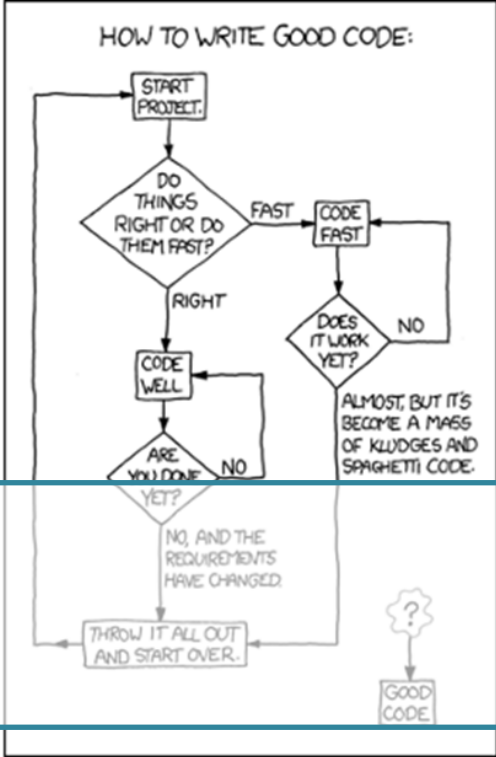 HOW TO WRITE GOOD CODE:
START
PROJECT.
DO
THINGS
RIGHT OR DO
THEM FAST?
FAST
CODE
FAST
RIGHT
DOES
IT WORK
YET?
NO
CODE
WELL
ALMOST, BUT IT'S
BECOME A MASS
OF KLUDGES AND
SPAGHETTI CODE.
ARE
YOU DONE
YET?
NO
NO, AND THE
REQUIREMENTS
HAVE CHANGED.
THROW IT ALL OUT
AND START OVER.
?
GOOD
CODE